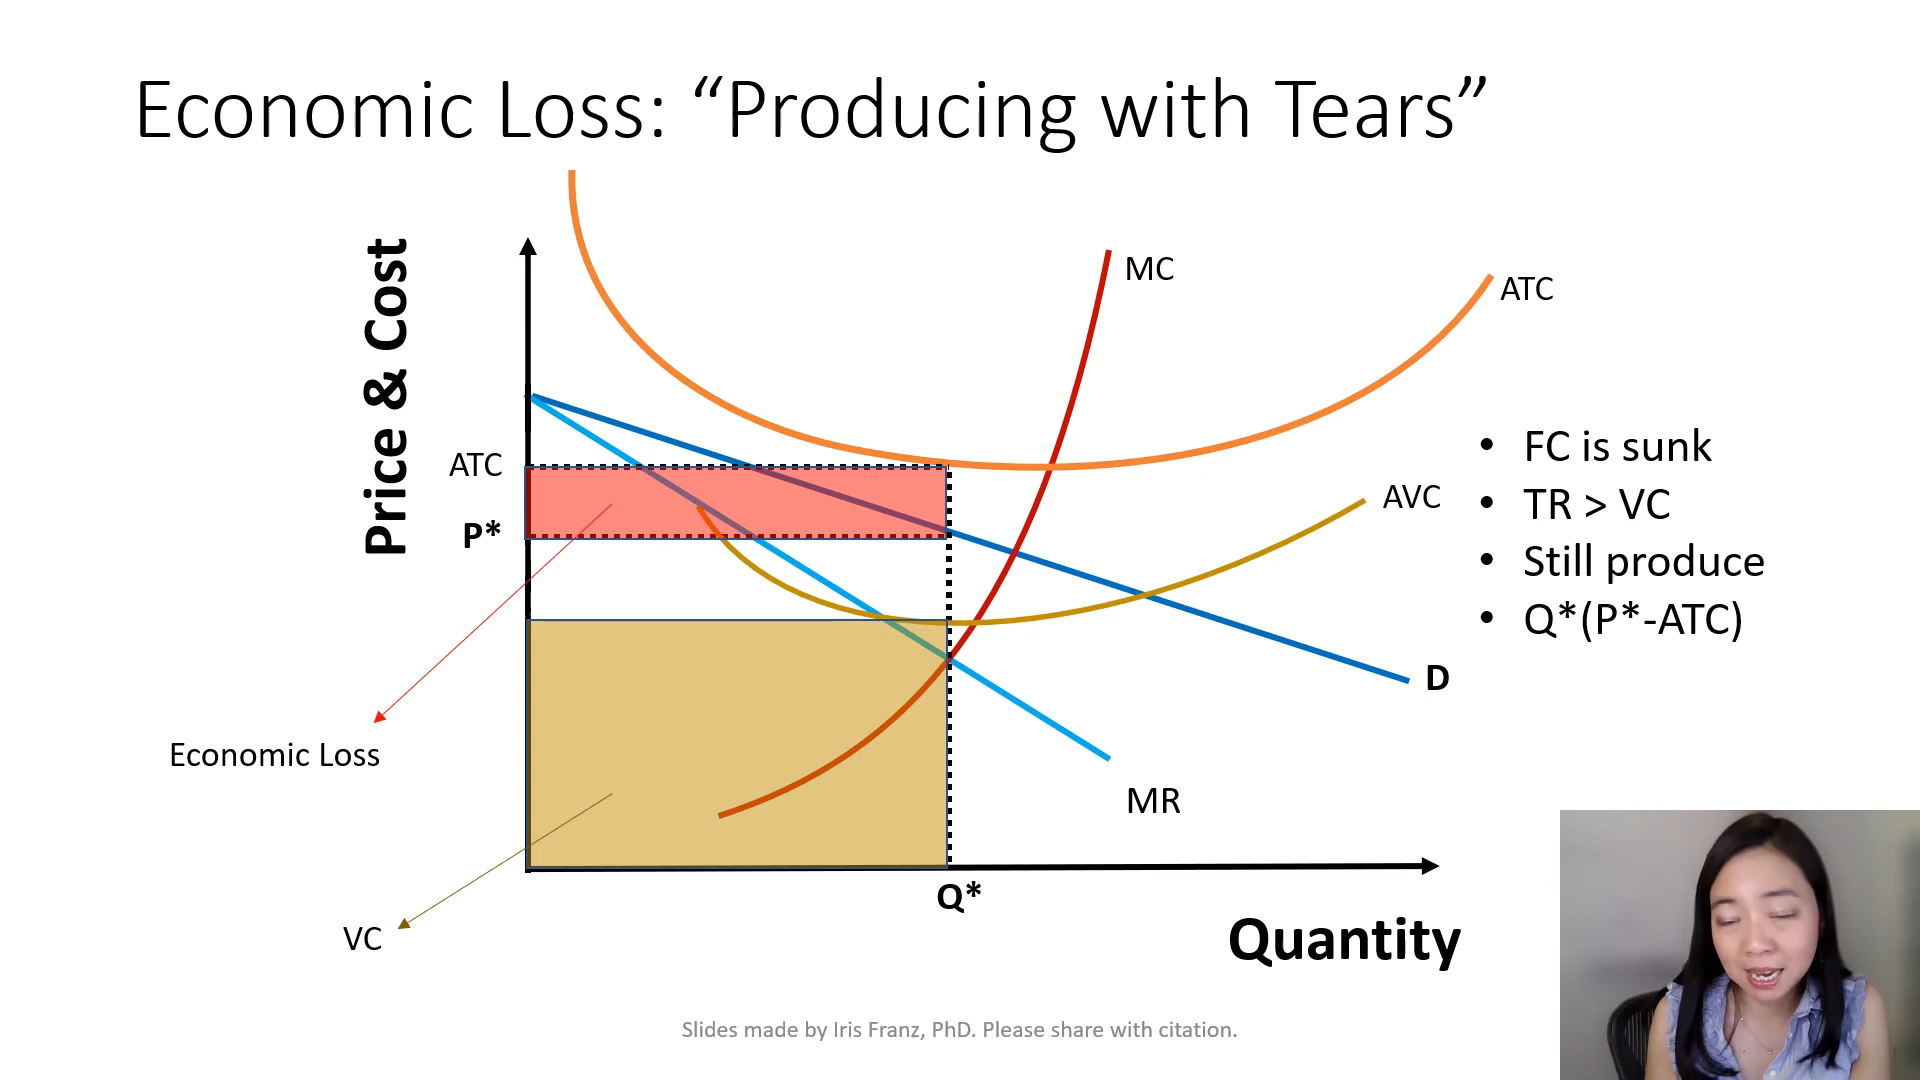 Economic Loss: “Producing with Tears”
Price & Cost
MC
ATC
ATC
P*
AVC
• FC is sunk
• TR > VC
• Still produce
• Q*(P*-ATC)
D
Economic Loss
MR
VC
Q*
Quantity
Slides made by Iris Franz, PhD. Please share with citation.